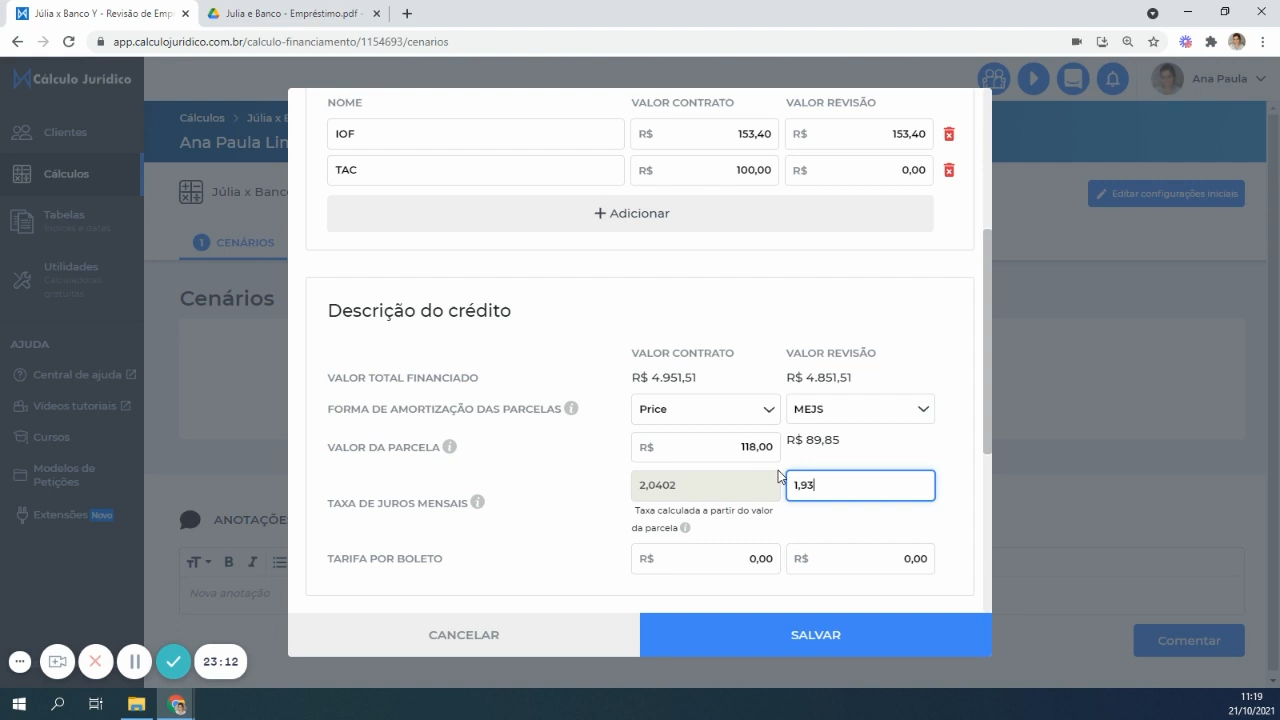 Júlia x Banco Y - Revisão de Emp
Julia e Banco - Empréstimo.pdf -
app.calculojuridico.com.br/calculo-financiamento/1154693/cenarios
Cálculo Jurídico
Ana Paula
Clientes
Cálculos
Tabelas
Índices e datas
Utilidades
Calculadoras
gratuitas
AJUDA
Central de ajuda
Vídeos tutoriais
Cursos
Modelos de
Petições
Extensões Novo
Cálculos > Júlia x B
Ana Paula Lin
Júlia x Banc
Editar configurações iniciais
1 CENÁRIOS
Cenários
ANOTAÇÕE
B I
Nova anotação
Comentar
NOME VALOR CONTRATO VALOR REVISÃO
IOF R$ 153,40 R$ 153,40
TAC R$ 100,00 R$ 0,00
+ Adicionar
Descrição do crédito
VALOR CONTRATO VALOR REVISÃO
VALOR TOTAL FINANCIADO R$ 4.951,51 R$ 4.851,51
FORMA DE AMORTIZAÇÃO DAS PARCELAS Price MEJS
VALOR DA PARCELA R$ 118,00 R$ 89,85
TAXA DE JUROS MENSAIS 2,0402 1,93
Taxa calculada a partir do valor
da parcela
TARIFA POR BOLETO R$ 0,00 R$ 0,00
CANCELAR SALVAR
23:12
11:19
21/10/2021